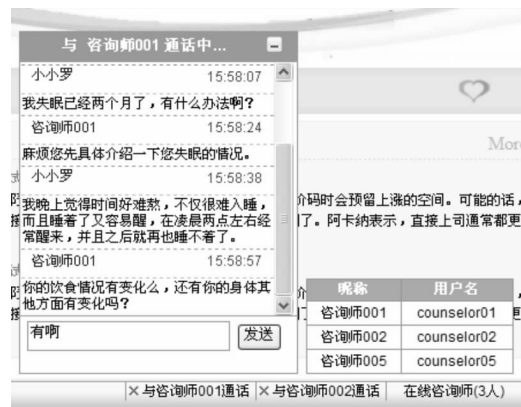 与 咨询师001 通话中...
小小罗 15:58:07
我失眠已经两个月了，有什么办法啊？
咨询师001 15:58:24
麻烦您先具体介绍一下您失眠的情况。
小小罗 15:58:38
我晚上觉得时间好难熬，不仅很难入睡，
而且睡着了又容易醒，在凌晨两点左右经
常醒来，并且之后就再也睡不着了。
咨询师001 15:58:57
你的饮食情况有变化么，还有你的身体其
他方面有变化吗？
有啊 发送
More
介码时会预留上涨的空间。可能的话，
了。阿卡纳表示，直接上司通常都更
昵称 用户名
咨询师001 counselor01
咨询师002 counselor02
咨询师005 counselor05
×与咨询师001通话 ×与咨询师002通话 在线咨询师(3人)